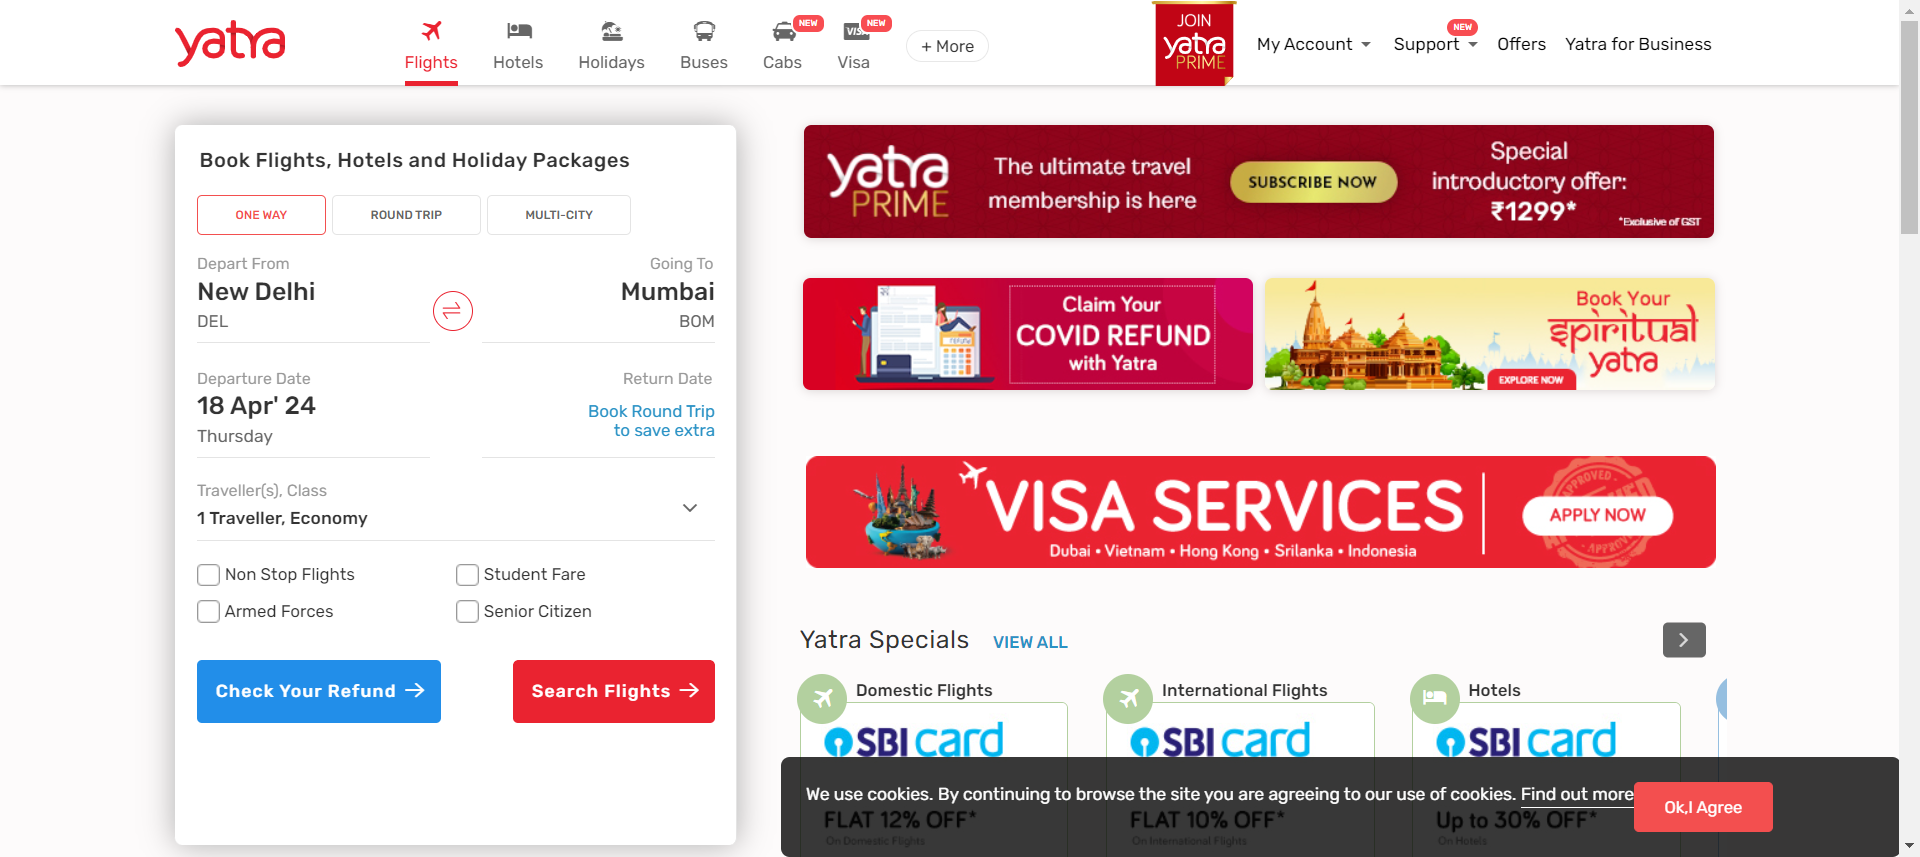 yatra
Flights
Hotels
Holidays
Buses
NEW
Cabs
VISA
NEW
Visa
+ More
JOIN
yatra
PRIME
My Account
NEW
Support
Offers
Yatra for Business
Book Flights, Hotels and Holiday Packages
ONE WAY
ROUND TRIP
MULTI-CITY
Depart From
New Delhi
DEL
Going To
Mumbai
BOM
Departure Date
18 Apr' 24
Thursday
Return Date
Book Round Trip
to save extra
Traveller(s), Class
1 Traveller, Economy
Non Stop Flights
Student Fare
Armed Forces
Senior Citizen
Check Your Refund
Search Flights
yatra
PRIME
The ultimate travel
membership is here
SUBSCRIBE NOW
Special
introductory offer:
₹1299*
*Exclusive of GST
REFUND
Claim Your
COVID REFUND
with Yatra
Book Your
spiritual
yatra
EXPLORE NOW
VISA SERVICES
Dubai • Vietnam • Hong Kong • Srilanka • Indonesia
APPROVED
APPLY NOW
Yatra Specials
VIEW ALL
Domestic Flights
SBI card
FLAT 12% OFF*
On Domestic Flights
International Flights
SBI card
FLAT 10% OFF*
On International Flights
Hotels
SBI card
Up to 30% OFF*
On Hotels
We use cookies. By continuing to browse the site you are agreeing to our use of cookies. Find out more
Ok,I Agree